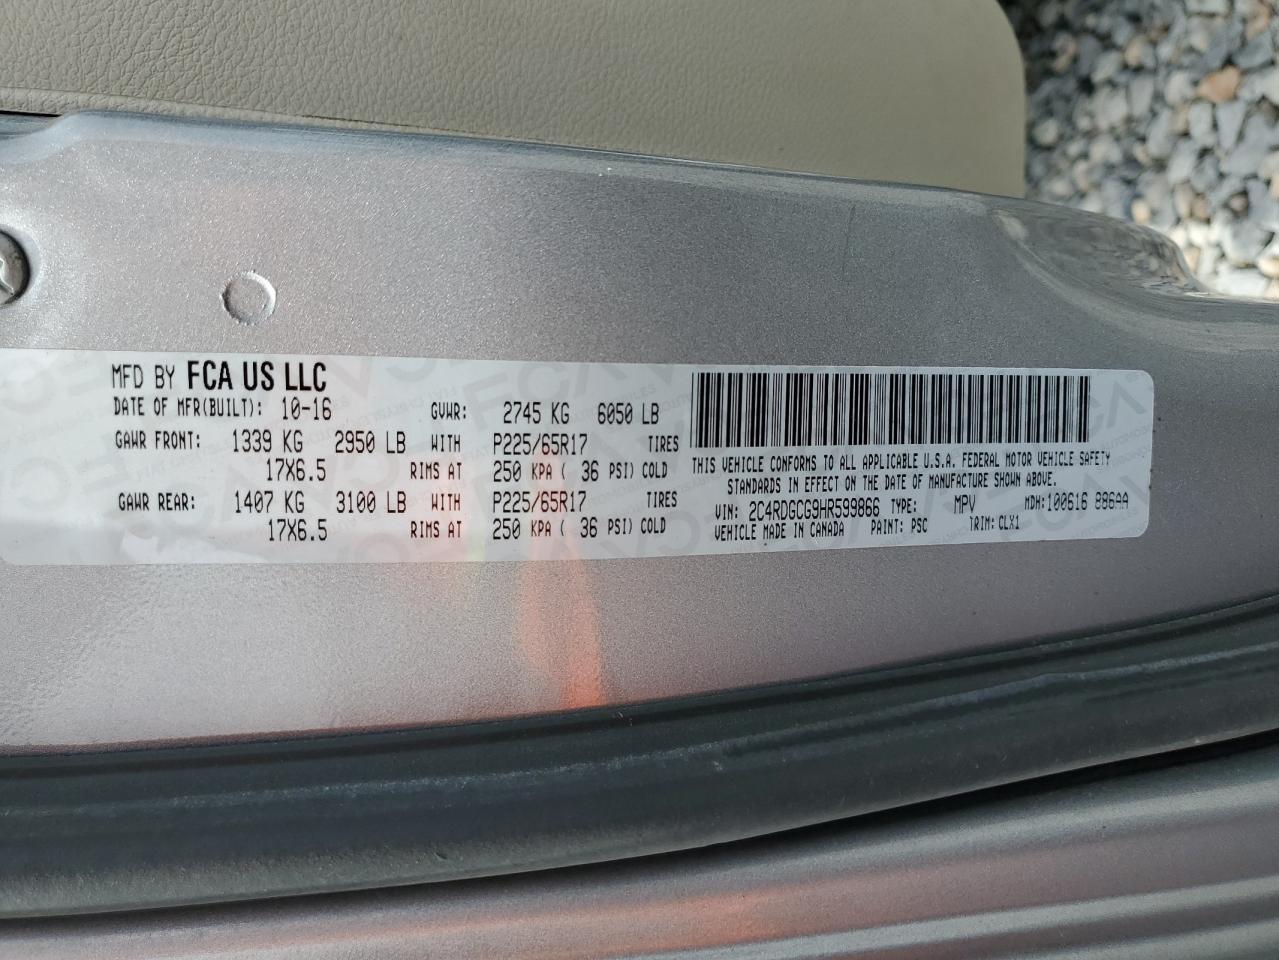 MFD BY FCA US LLC
DATE OF MFR(BUILT): 10-16 GVWR: 2745 KG 6050 LB
GAWR FRONT: 1339 KG 2950 LB WITH P225/65R17 TIRES
17X6.5 RIMS AT 250 KPA ( 36 PSI) COLD
GAWR REAR: 1407 KG 3100 LB WITH P225/65R17 TIRES
17X6.5 RIMS AT 250 KPA ( 36 PSI) COLD
THIS VEHICLE CONFORMS TO ALL APPLICABLE U.S.A. FEDERAL MOTOR VEHICLE SAFETY
STANDARDS IN EFFECT ON THE DATE OF MANUFACTURE SHOWN ABOVE.
VIN: 2C4RDGCG9HR599866 TYPE: MPV MDH: 100616 886AA
VEHICLE MADE IN CANADA PAINT: PSC TRIM: CLX1